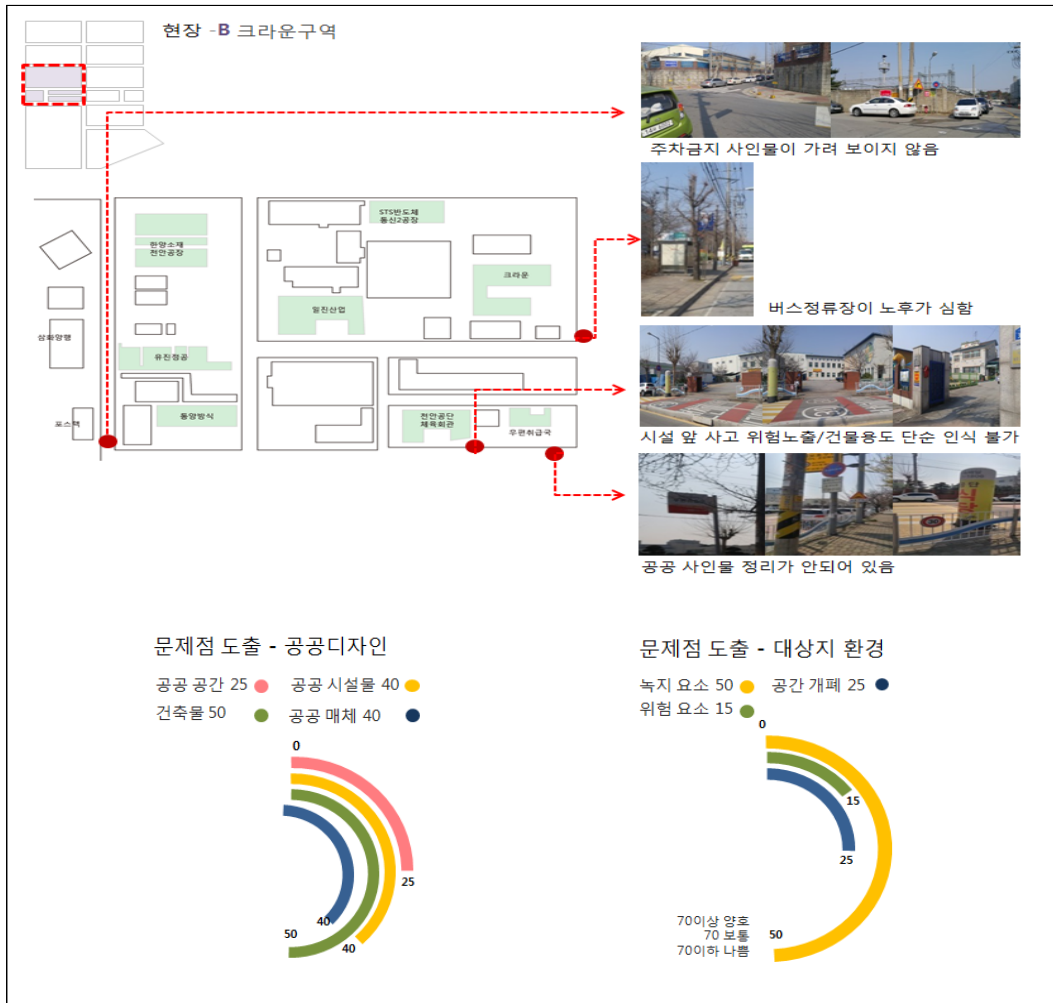 현장 -B 크라운구역
주차금지 사인물이 가려 보이지 않음
STS반도체
통신2공장
한양소재
천안공장
크라운
일진산업
버스정류장이 노후가 심함
삼화양행
유진정공
포스텍
동양방식
천안공단
체육회관
우편취급국
시설 앞 사고 위험노출/건물용도 단순 인식 불가
공공 사인물 정리가 안되어 있음
문제점 도출 - 공공디자인
공공 공간 25
공공 시설물 40
건축물 50
공공 매체 40
0
25
40
50
40
문제점 도출 - 대상지 환경
녹지 요소 50
공간 개폐 25
위험 요소 15
0
15
25
50
70이상 양호
70 보통
70이하 나쁨